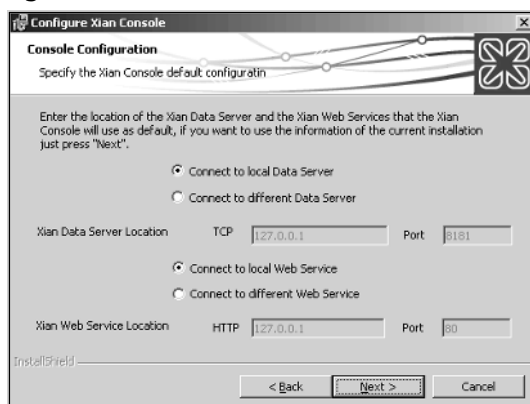 Configure Xian Console
Console Configuration
Specify the Xian Console default configuratin
Enter the location of the Xian Data Server and the Xian Web Services that the Xian
Console will use as default, if you want to use the information of the current installation
just press "Next".
Connect to local Data Server
Connect to different Data Server
Xian Data Server Location TCP 127.0.0.1 Port 8181
Connect to local Web Service
Connect to different Web Service
Xian Web Service Location HTTP 127.0.0.1 Port 80
InstallShield
< Back Next > Cancel